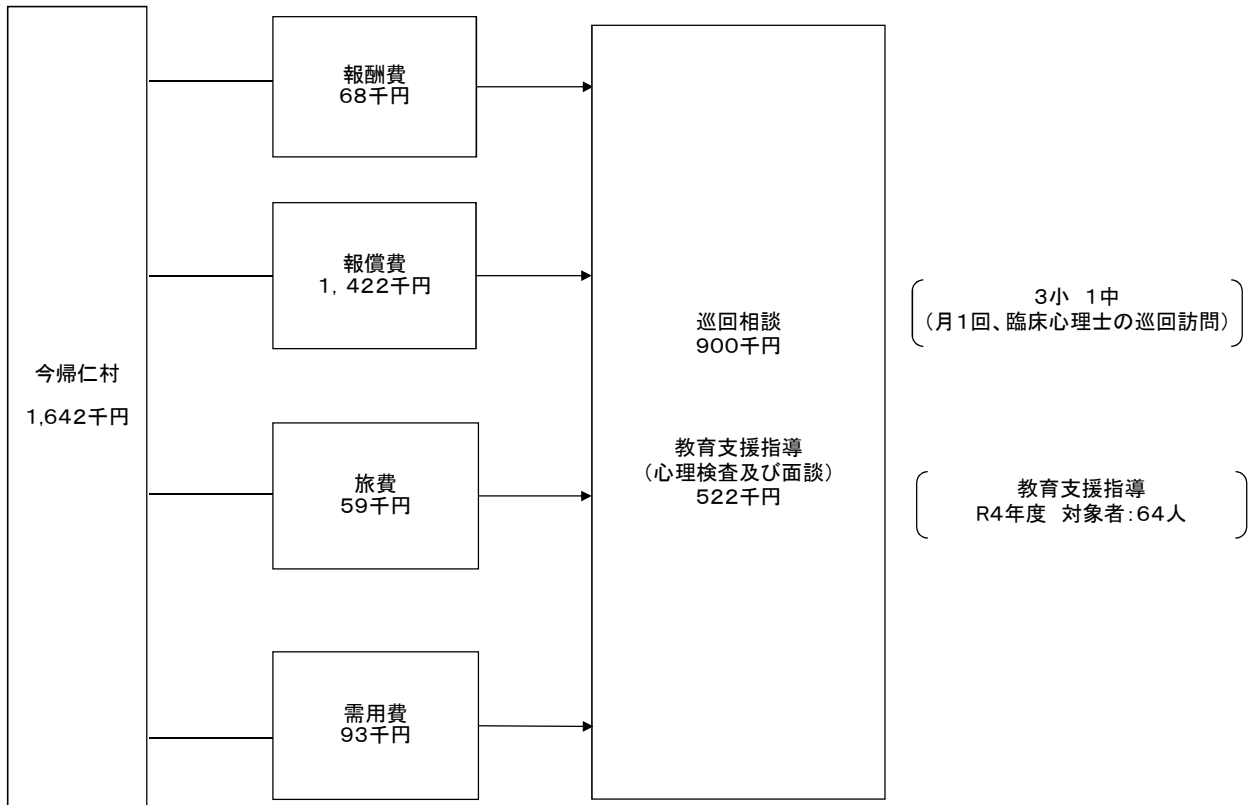 今帰仁村
1,642千円
報酬費
68千円
報償費
1,422千円
旅費
59千円
需用費
93千円
巡回相談
900千円
教育支援指導
(心理検査及び面談)
522千円
3小 1中
(月1回、臨床心理士の巡回訪問)
教育支援指導
R4年度 対象者:64人